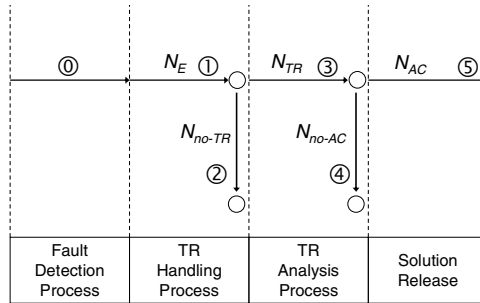 ⓪
N_E ①
N_TR ③
N_AC ⑤
N_no-TR
②
N_no-AC
④
Fault
Detection
Process
TR
Handling
Process
TR
Analysis
Process
Solution
Release